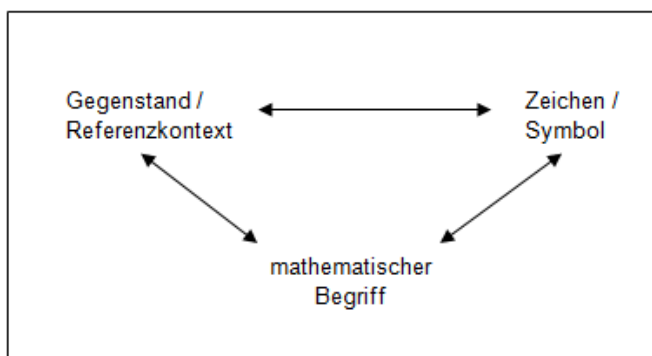 Gegenstand /
Referenzkontext
Zeichen /
Symbol
mathematischer
Begriff